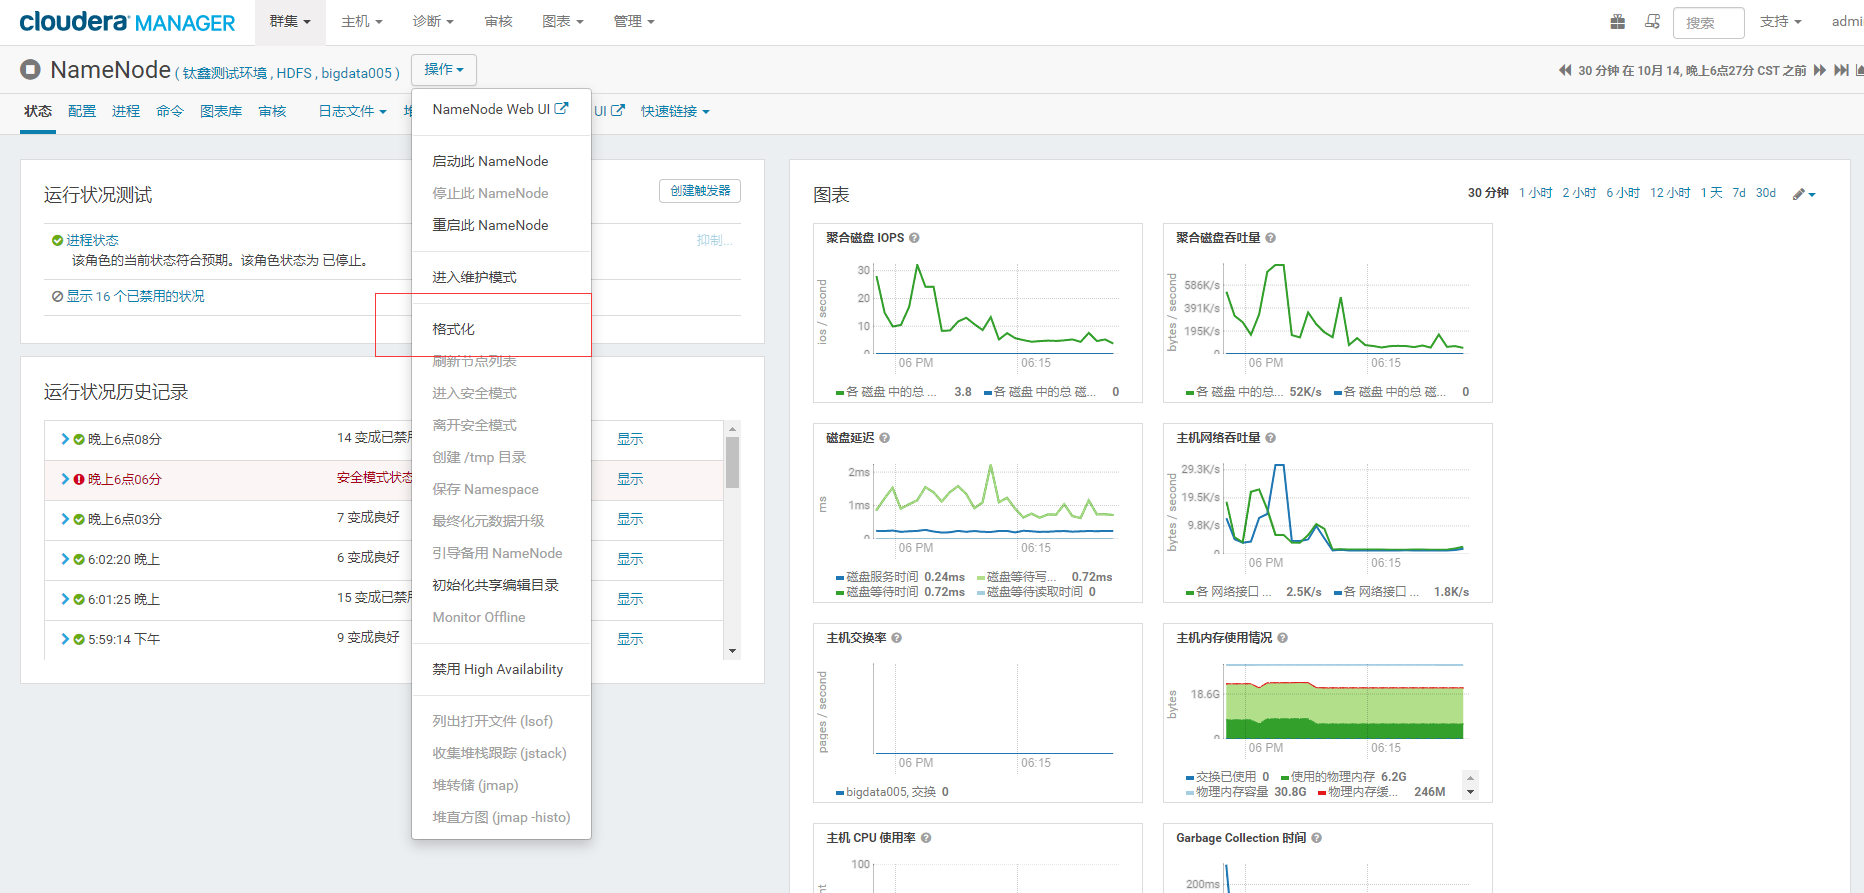 cloudera MANAGER 群集 主机 诊断 审核 图表 管理 搜索 支持 admi
NameNode ( 钛鑫测试环境 , HDFS , bigdata005 ) 操作 30 分钟 在 10月 14, 晚上6点27分 CST 之前
状态 配置 进程 命令 图表库 审核 日志文件 UI 快速链接
NameNode Web UI
启动此 NameNode
停止此 NameNode
重启此 NameNode
进入维护模式
格式化
刷新节点列表
进入安全模式
离开安全模式
创建 /tmp 目录
保存 Namespace
最终化元数据升级
引导备用 NameNode
初始化共享编辑目录
Monitor Offline
禁用 High Availability
列出打开文件 (lsof)
收集堆栈跟踪 (jstack)
堆转储 (jmap)
堆直方图 (jmap -histo)
运行状况测试 创建触发器
进程状态 抑制...
该角色的当前状态符合预期。该角色状态为 已停止。
显示 16 个已禁用的状况
运行状况历史记录
晚上6点08分 14 变成已禁用 显示
晚上6点06分 安全模式状态 显示
晚上6点03分 7 变成良好 显示
6:02:20 晚上 6 变成良好 显示
6:01:25 晚上 15 变成已禁用 显示
5:59:14 下午 9 变成良好 显示
图表 30 分钟 1 小时 2 小时 6 小时 12 小时 1 天 7d 30d
聚合磁盘 IOPS
ios / second
30
20
10
0
06 PM 06:15
各 磁盘 中的总 ... 3.8 各 磁盘 中的总 磁... 0
聚合磁盘吞吐量
bytes / second
586K/s
391K/s
195K/s
0
06 PM 06:15
各 磁盘 中的总... 52K/s 各 磁盘 中的总 磁... 0
磁盘延迟
ms
2ms
1ms
0
06 PM 06:15
磁盘服务时间 0.24ms 磁盘等待写... 0.72ms
磁盘等待时间 0.72ms 磁盘等待读取时间 0
主机网络吞吐量
bytes / second
29.3K/s
19.5K/s
9.8K/s
0
06 PM 06:15
各 网络接口 ... 2.5K/s 各 网络接口 ... 1.8K/s
主机交换率
pages / second
06 PM 06:15
bigdata005, 交换 0
主机内存使用情况
bytes
18.6G
0
06 PM 06:15
交换已使用 0 使用的物理内存 6.2G
物理内存容量 30.8G 物理内存缓... 246M
主机 CPU 使用率
100
Garbage Collection 时间
200ms